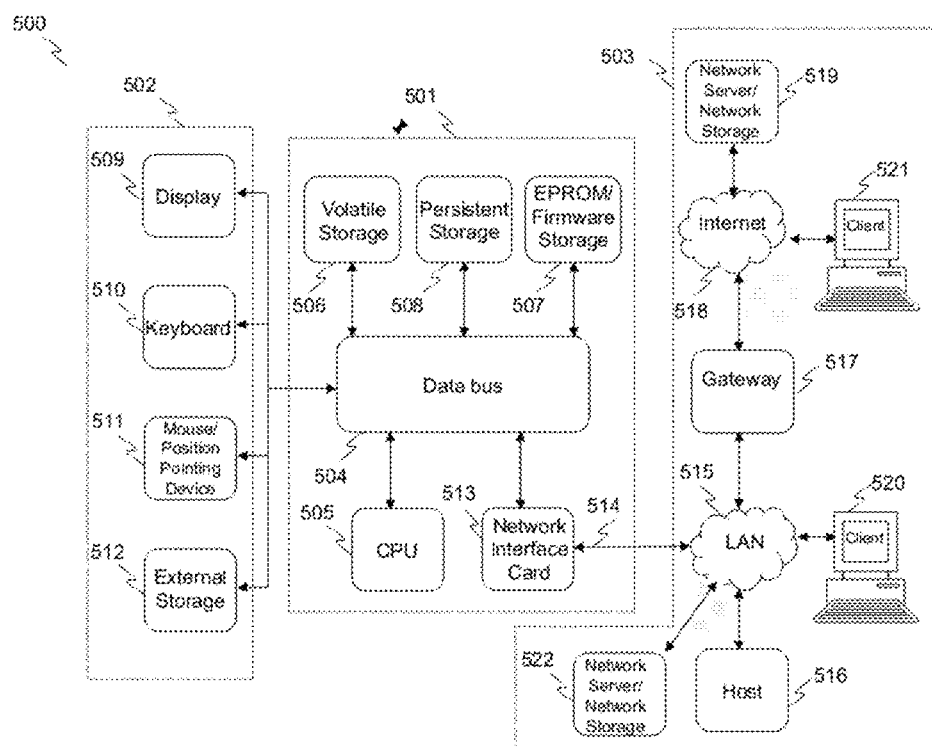 500
502
509
Display
510
Keyboard
511
Mouse/
Position
Pointing
Device
512
External
Storage
501
Volatile
Storage
506
Persistent
Storage
508
EPROM/
Firmware
Storage
507
Data bus
504
505
CPU
513
Network
Interface
Card
514
503
Network
Server/
Network
Storage
519
Internet
518
521
Client
Gateway
517
515
LAN
520
Client
522
Network
Server/
Network
Storage
Host
516